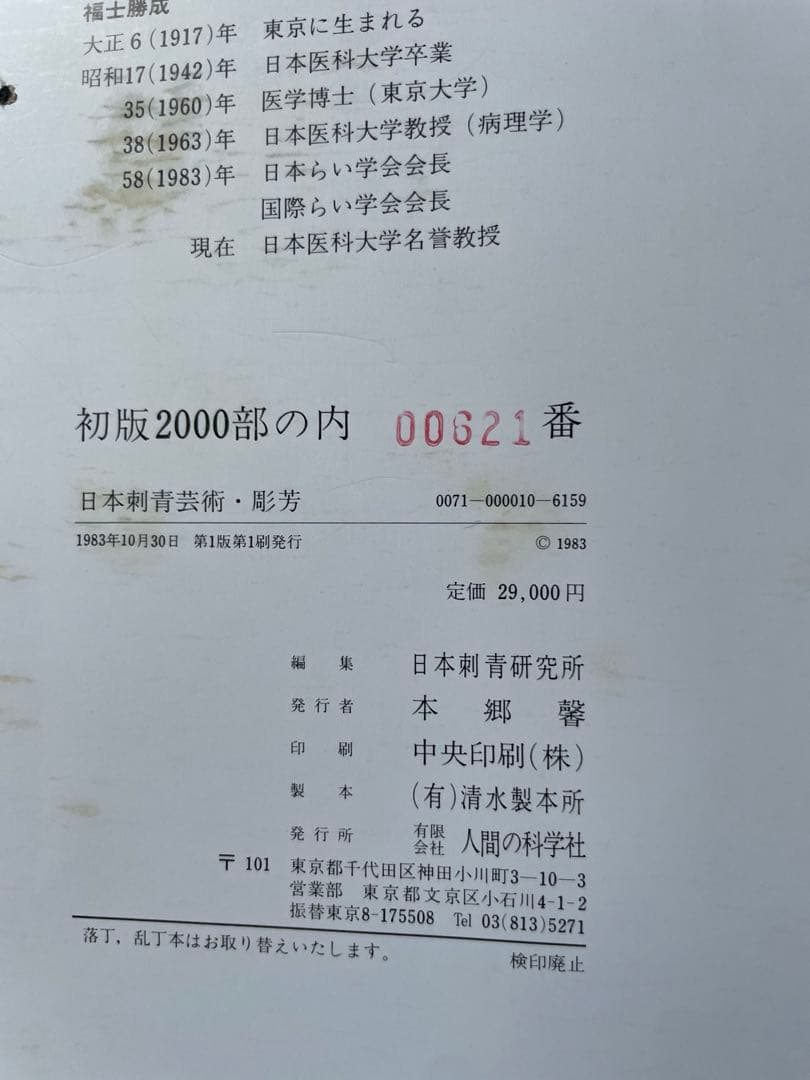 福士勝成
大正6(1917)年 東京に生まれる
昭和17(1942)年 日本医科大学卒業
35(1960)年 医学博士(東京大学)
38(1963)年 日本医科大学教授(病理学)
58(1983)年 日本らい学会会長
国際らい学会会長
現在 日本医科大学名誉教授
初版2000部の内 00621番
日本刺青芸術・彫芳 0071-000010-6159
1983年10月30日 第1版第1刷発行 © 1983
定価 29,000円
編集 日本刺青研究所
発行者 本郷馨
印刷 中央印刷(株)
製本 (有)清水製本所
発行所 有限会社 人間の科学社
〒101 東京都千代田区神田小川町3-10-3
営業部 東京都文京区小石川4-1-2
振替東京8-175508 Tel 03(813)5271
落丁,乱丁本はお取り替えいたします。 検印廃止